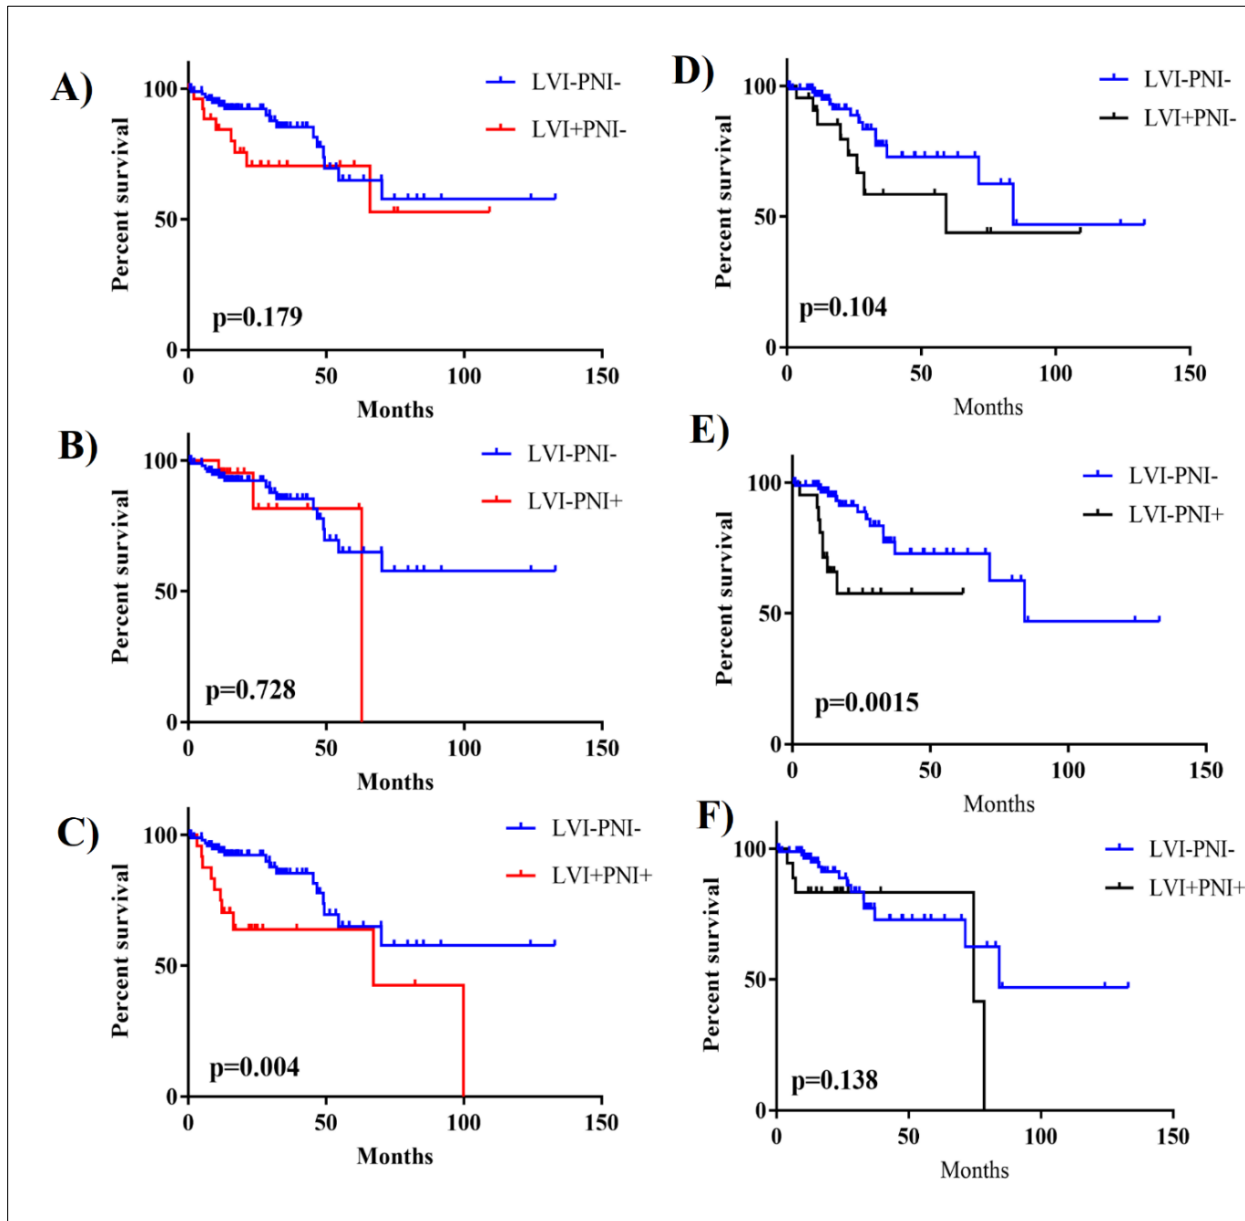 A)
LVI-PNI-
LVI+PNI-
Percent survival
100
50
0
p=0.179
0 50 100 150
Months
B)
LVI-PNI-
LVI-PNI+
Percent survival
100
50
0
p=0.728
0 50 100 150
Months
C)
LVI-PNI-
LVI+PNI+
Percent survival
100
50
0
p=0.004
0 50 100 150
Months
D)
LVI-PNI-
LVI+PNI-
Percent survival
100
50
0
p=0.104
0 50 100 150
Months
E)
LVI-PNI-
LVI-PNI+
Percent survival
100
50
0
p=0.0015
0 50 100 150
Months
F)
LVI-PNI-
LVI+PNI+
Percent survival
100
50
0
p=0.138
0 50 100 150
Months